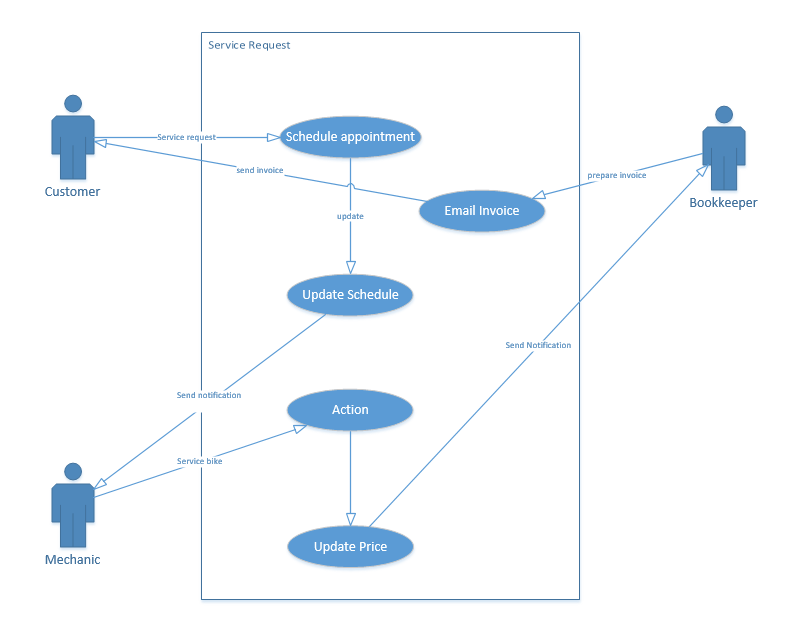 Service Request
Service request
Schedule appointment
send invoice
prepare invoice
Customer
Bookkeeper
Email Invoice
update
Update Schedule
Send Notification
Send notification
Action
Service bike
Update Price
Mechanic